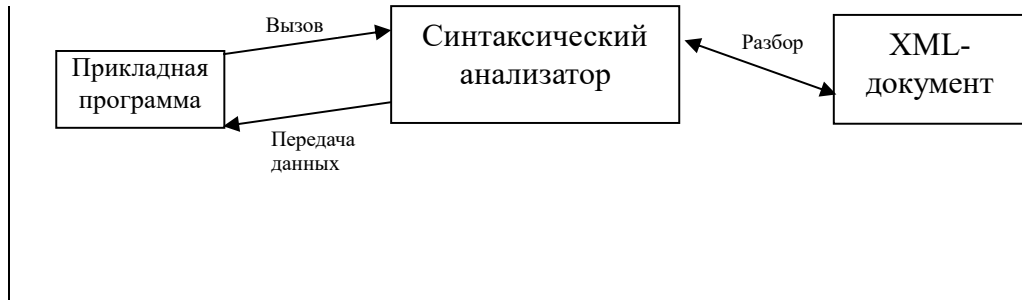 Прикладная
программа
Вызов
Передача
данных
Синтаксический
анализатор
Разбор
XML-
документ